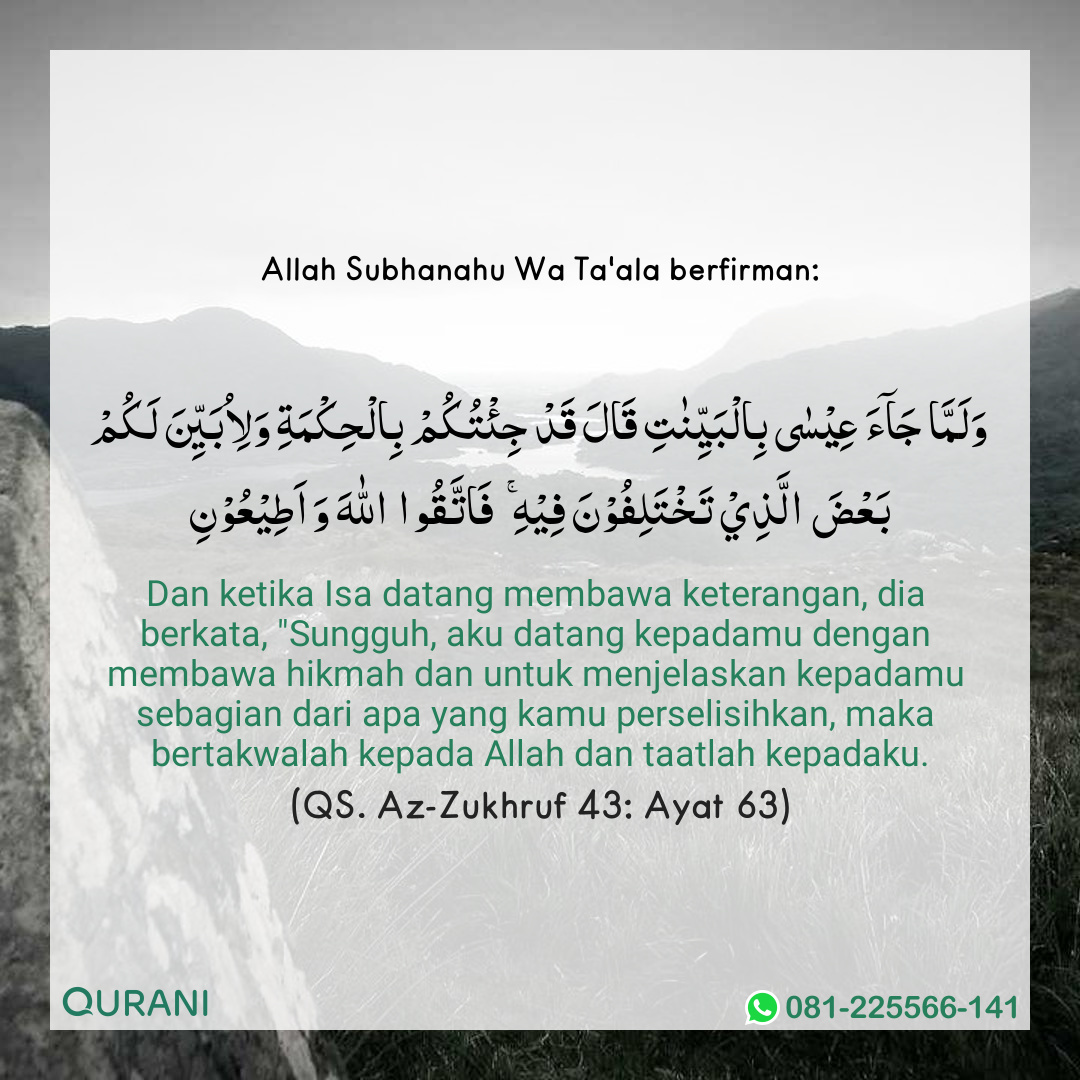 Allah Subhanahu Wa Ta'ala berfirman:
وَلَمَّا جَآءَ عِيْسٰى بِالْبَيِّنٰتِ قَالَ قَدْ جِئْتُكُمْ بِالْحِكْمَةِ وَلِاُبَيِّنَ لَكُمْ
بَعْضَ الَّذِيْ تَخْتَلِفُوْنَ فِيْهِ ۚ فَاتَّقُوا اللّٰهَ وَاَطِيْعُوْنِ
Dan ketika Isa datang membawa keterangan, dia
berkata, "Sungguh, aku datang kepadamu dengan
membawa hikmah dan untuk menjelaskan kepadamu
sebagian dari apa yang kamu perselisihkan, maka
bertakwalah kepada Allah dan taatlah kepadaku.
(QS. Az-Zukhruf 43: Ayat 63)
QURANI
081-225566-141